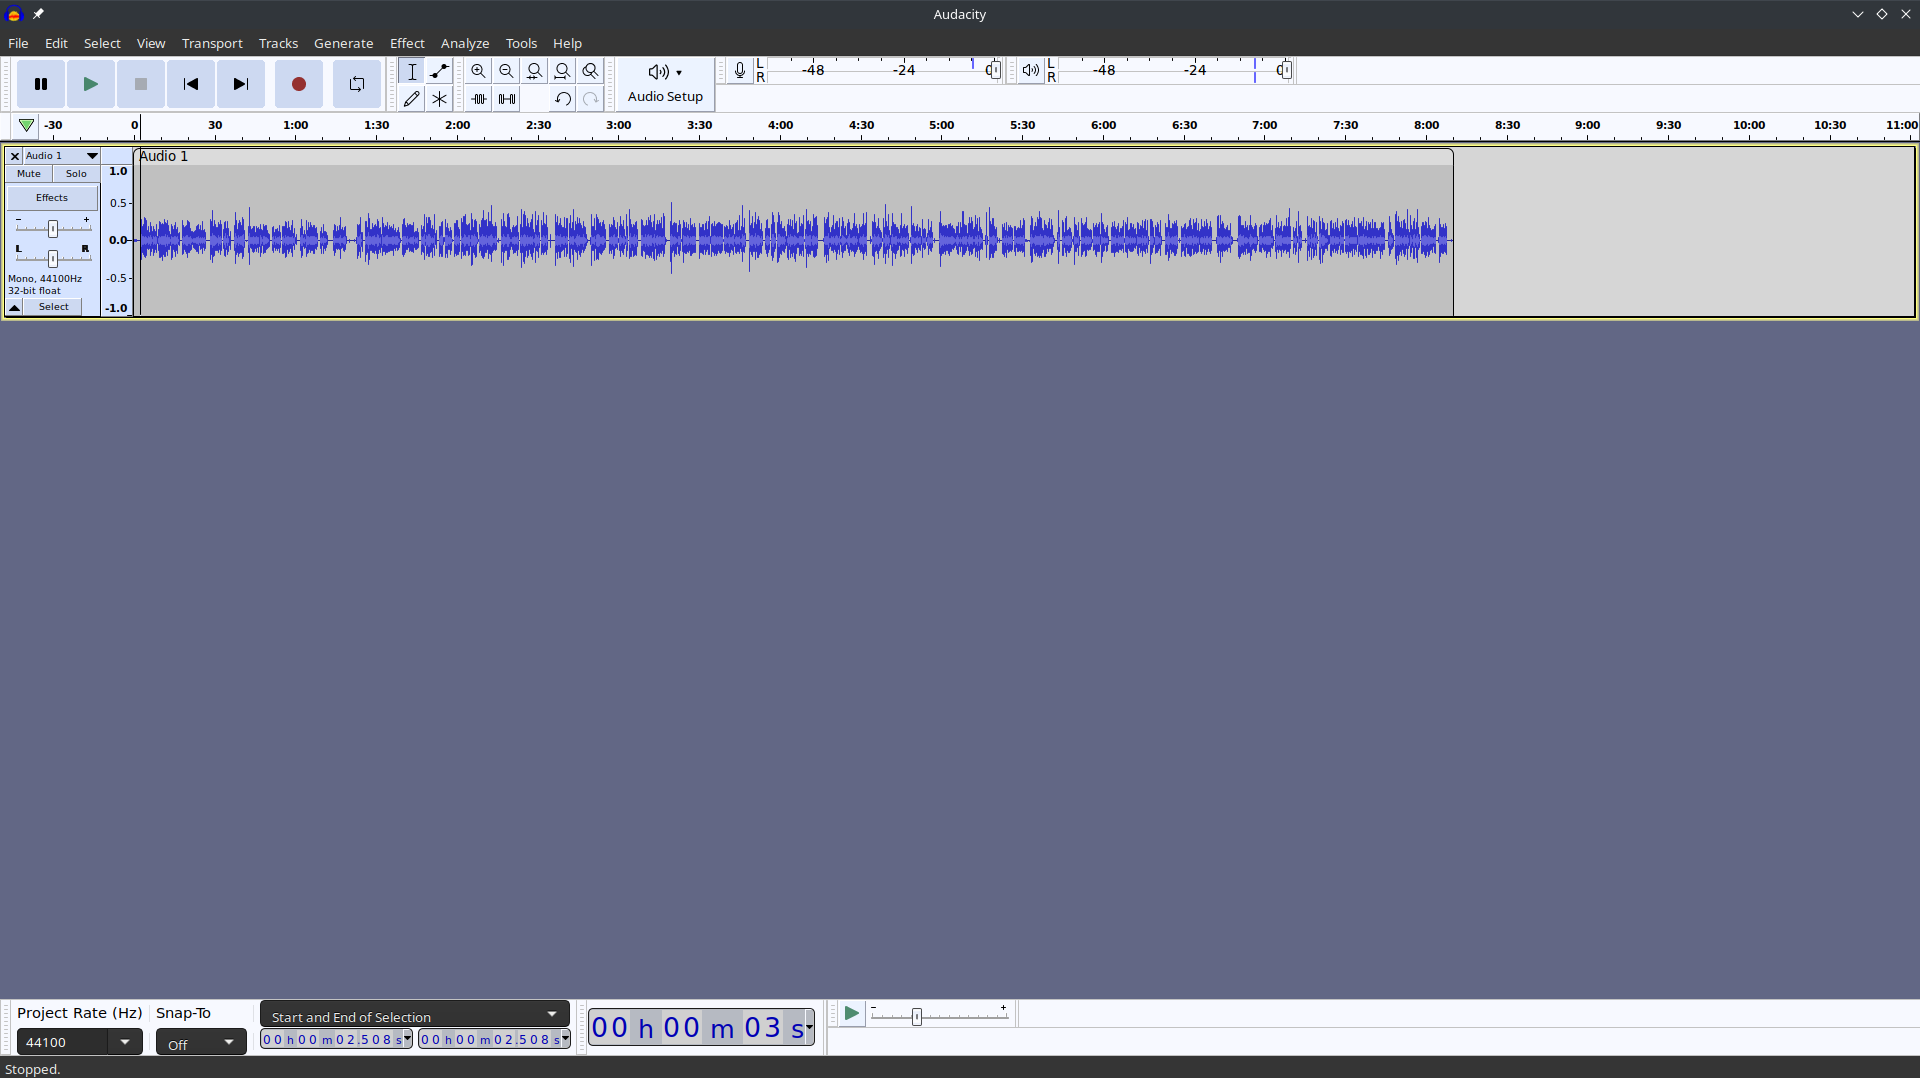 Audacity
File Edit Select View Transport Tracks Generate Effect Analyze Tools Help
L
R
-48 -24 0
L
R
-48 -24 0
Audio Setup
-30 0 30 1:00 1:30 2:00 2:30 3:00 3:30 4:00 4:30 5:00 5:30 6:00 6:30 7:00 7:30 8:00 8:30 9:00 9:30 10:00 10:30 11:00
Audio 1
Audio 1
Mute Solo
Effects
- +
L R
Mono, 44100Hz
32-bit float
Select
1.0
0.5
0.0
-0.5
-1.0
Project Rate (Hz) Snap-To
44100 Off
Start and End of Selection
00 h 00 m 02.508 s 00 h 00 m 02.508 s
00 h 00 m 03 s
- +
Stopped.